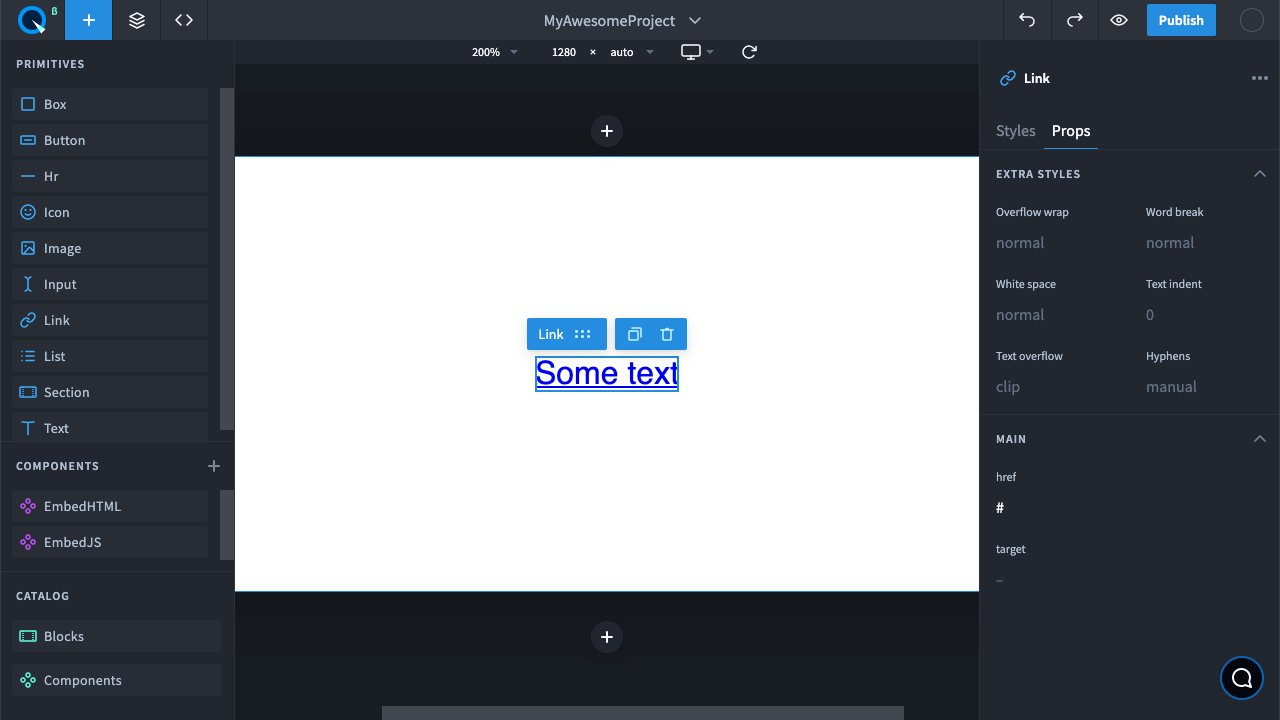 β
MyAwesomeProject
Publish
PRIMITIVES
200%
1280 × auto
Box
Button
Hr
Icon
Image
Input
Link
List
Section
Text
COMPONENTS
EmbedHTML
EmbedJS
CATALOG
Blocks
Components
Link
Some text
Link
Styles Props
EXTRA STYLES
Overflow wrap Word break
normal normal
White space Text indent
normal 0
Text overflow Hyphens
clip manual
MAIN
href
#
target
–